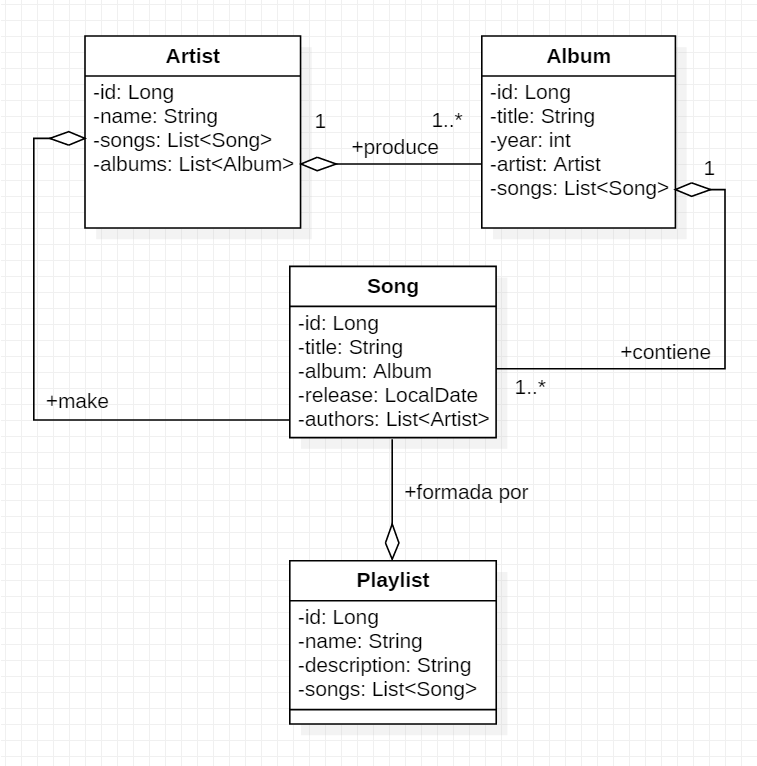 Artist
-id: Long
-name: String
-songs: List<Song>
-albums: List<Album>
1
1..*
+produce
Album
-id: Long
-title: String
-year: int
-artist: Artist
-songs: List<Song>
1
+contiene
1..*
Song
-id: Long
-title: String
-album: Album
-release: LocalDate
-authors: List<Artist>
+make
+formada por
Playlist
-id: Long
-name: String
-description: String
-songs: List<Song>